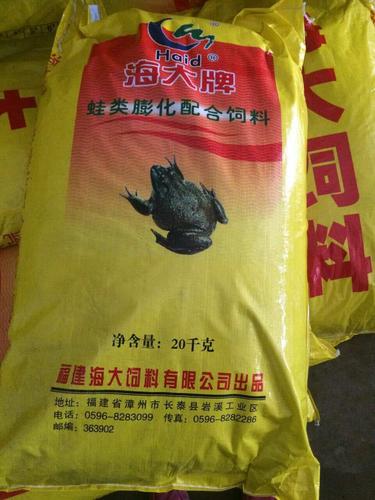 Haid®
海大牌®
蛙类膨化配合饲料
净含量：20千克
福建海大饲料有限公司出品
地址：福建省漳州市长泰县岩溪工业区
电话：0596-8283099 传真：0596-8282286
邮编：363902
大饲料